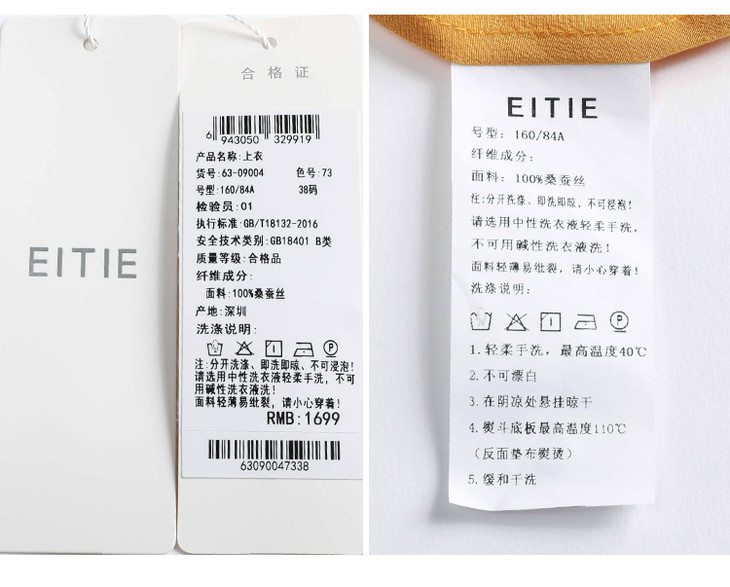 EITIE
合格证
6 943050 329919
产品名称:上衣
货号:63-09004 色号:73
号型:160/84A 38码
检验员:01
执行标准:GB/T18132-2016
安全技术类别:GB18401 B类
质量等级:合格品
纤维成分:
面料:100%桑蚕丝
产地:深圳
洗涤说明:
注:分开洗涤、即洗即晾、不可浸泡!
请选用中性洗衣液轻柔手洗,不可
用碱性洗衣液洗!
面料轻薄易纰裂,请小心穿着!
RMB:1699
63090047338
EITIE
号型:160/84A
纤维成分:
面料:100%桑蚕丝
注:分开洗涤、即洗即晾、不可浸泡!
请选用中性洗衣液轻柔手洗,
不可用碱性洗衣液洗!
面料轻薄易纰裂,请小心穿着!
洗涤说明:
1.轻柔手洗,最高温度40℃
2.不可漂白
3.在阴凉处悬挂晾干
4.熨斗底板最高温度110℃
(反面垫布熨烫)
5.缓和干洗